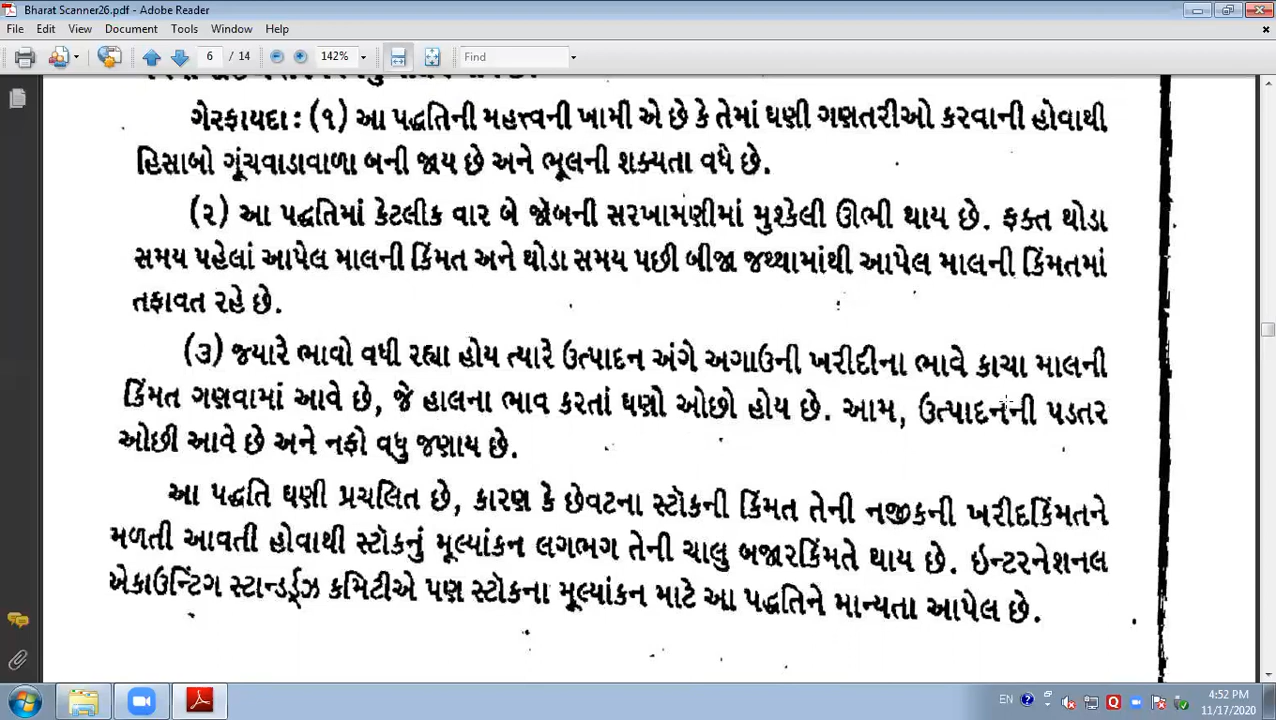 Bharat Scanner26.pdf - Adobe Reader
File Edit View Document Tools Window Help
6 / 14 142% Find
ગેરફાયદા : (૧) આ પદ્ધતિની મહત્ત્વની ખામી એ છે કે તેમાં ઘણી ગણતરીઓ કરવાની હોવાથી
હિસાબો ગૂંચવાડાવાળા બની જાય છે અને ભૂલની શક્યતા વધે છે.
(૨) આ પદ્ધતિમાં કેટલીક વાર બે જૉબની સરખામણીમાં મુશ્કેલી ઊભી થાય છે. ફક્ત થોડા
સમય પહેલાં આપેલ માલની કિંમત અને થોડા સમય પછી બીજા જથ્થામાંથી આપેલ માલની કિંમતમાં
તફાવત રહે છે.
(૩) જ્યારે ભાવો વધી રહ્યા હોય ત્યારે ઉત્પાદન અંગે અગાઉની ખરીદીના ભાવે કાચા માલની
કિંમત ગણવામાં આવે છે, જે હાલના ભાવ કરતાં ઘણો ઓછો હોય છે. આમ, ઉત્પાદનની પડતર
ઓછી આવે છે અને નફો વધુ જણાય છે.
આ પદ્ધતિ ઘણી પ્રચલિત છે, કારણ કે છેવટના સ્ટૉકની કિંમત તેની નજીકની ખરીદકિંમતને
મળતી આવતી હોવાથી સ્ટૉકનું મૂલ્યાંકન લગભગ તેની ચાલુ બજારકિંમતે થાય છે. ઇન્ટરનેશનલ
એકાઉન્ટિંગ સ્ટાન્ડર્ડ્ઝ કમિટીએ પણ સ્ટૉકના મૂલ્યાંકન માટે આ પદ્ધતિને માન્યતા આપેલ છે.
EN 4:52 PM
11/17/2020